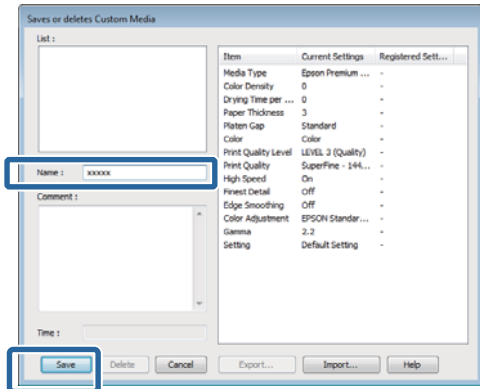 Saves or deletes Custom Media
List :
Item Current Settings Registered Sett...
Media Type Epson Premium ... -
Color Density 0 -
Drying Time per ... 0 -
Paper Thickness 3 -
Platen Gap Standard -
Color Color -
Print Quality Level LEVEL 3 (Quality) -
Print Quality SuperFine - 144... -
High Speed On -
Finest Detail Off -
Edge Smoothing Off -
Color Adjustment EPSON Standar... -
Gamma 2.2 -
Setting Default Setting -
Name : xxxxx
Comment :
Time :
Save Delete Cancel Export... Import... Help